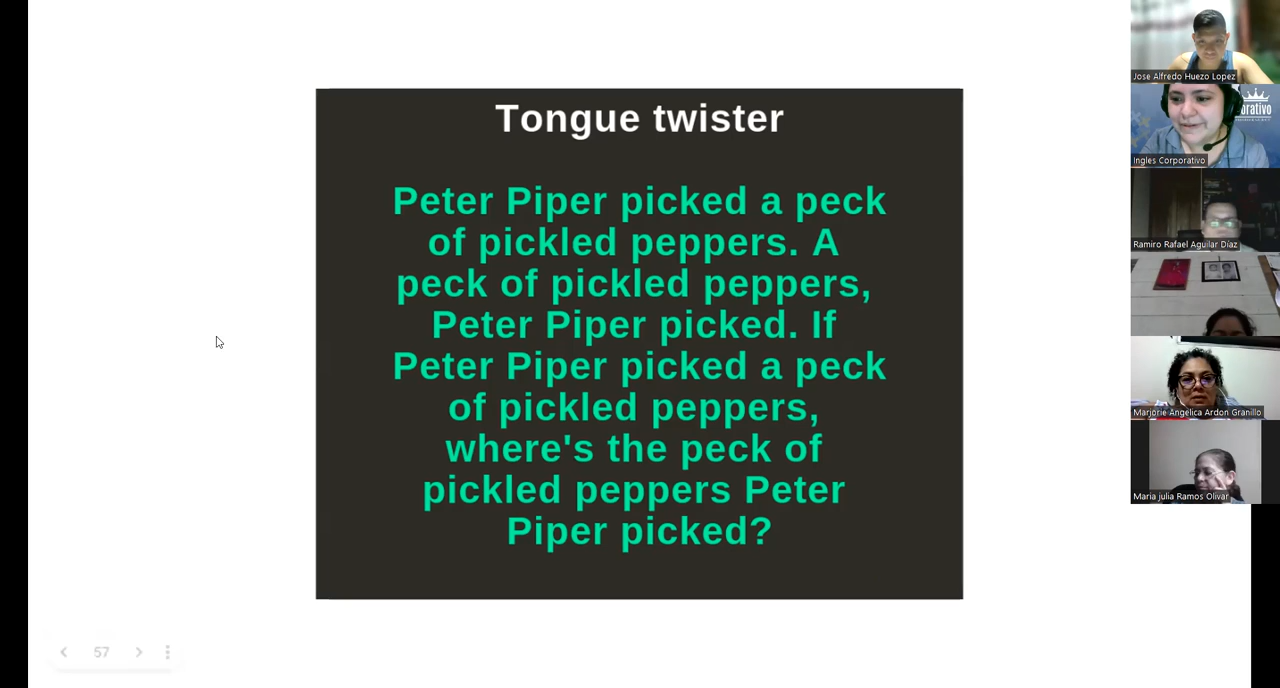 Tongue twister
Peter Piper picked a peck
of pickled peppers. A
peck of pickled peppers,
Peter Piper picked. If
Peter Piper picked a peck
of pickled peppers,
where's the peck of
pickled peppers Peter
Piper picked?
57
Jose Alfredo Huezo Lopez
orativo
Ingles Corporativo
Ramiro Rafael Aguilar Díaz
Marjorie Angelica Ardon Granillo
Maria julia Ramos Olivar